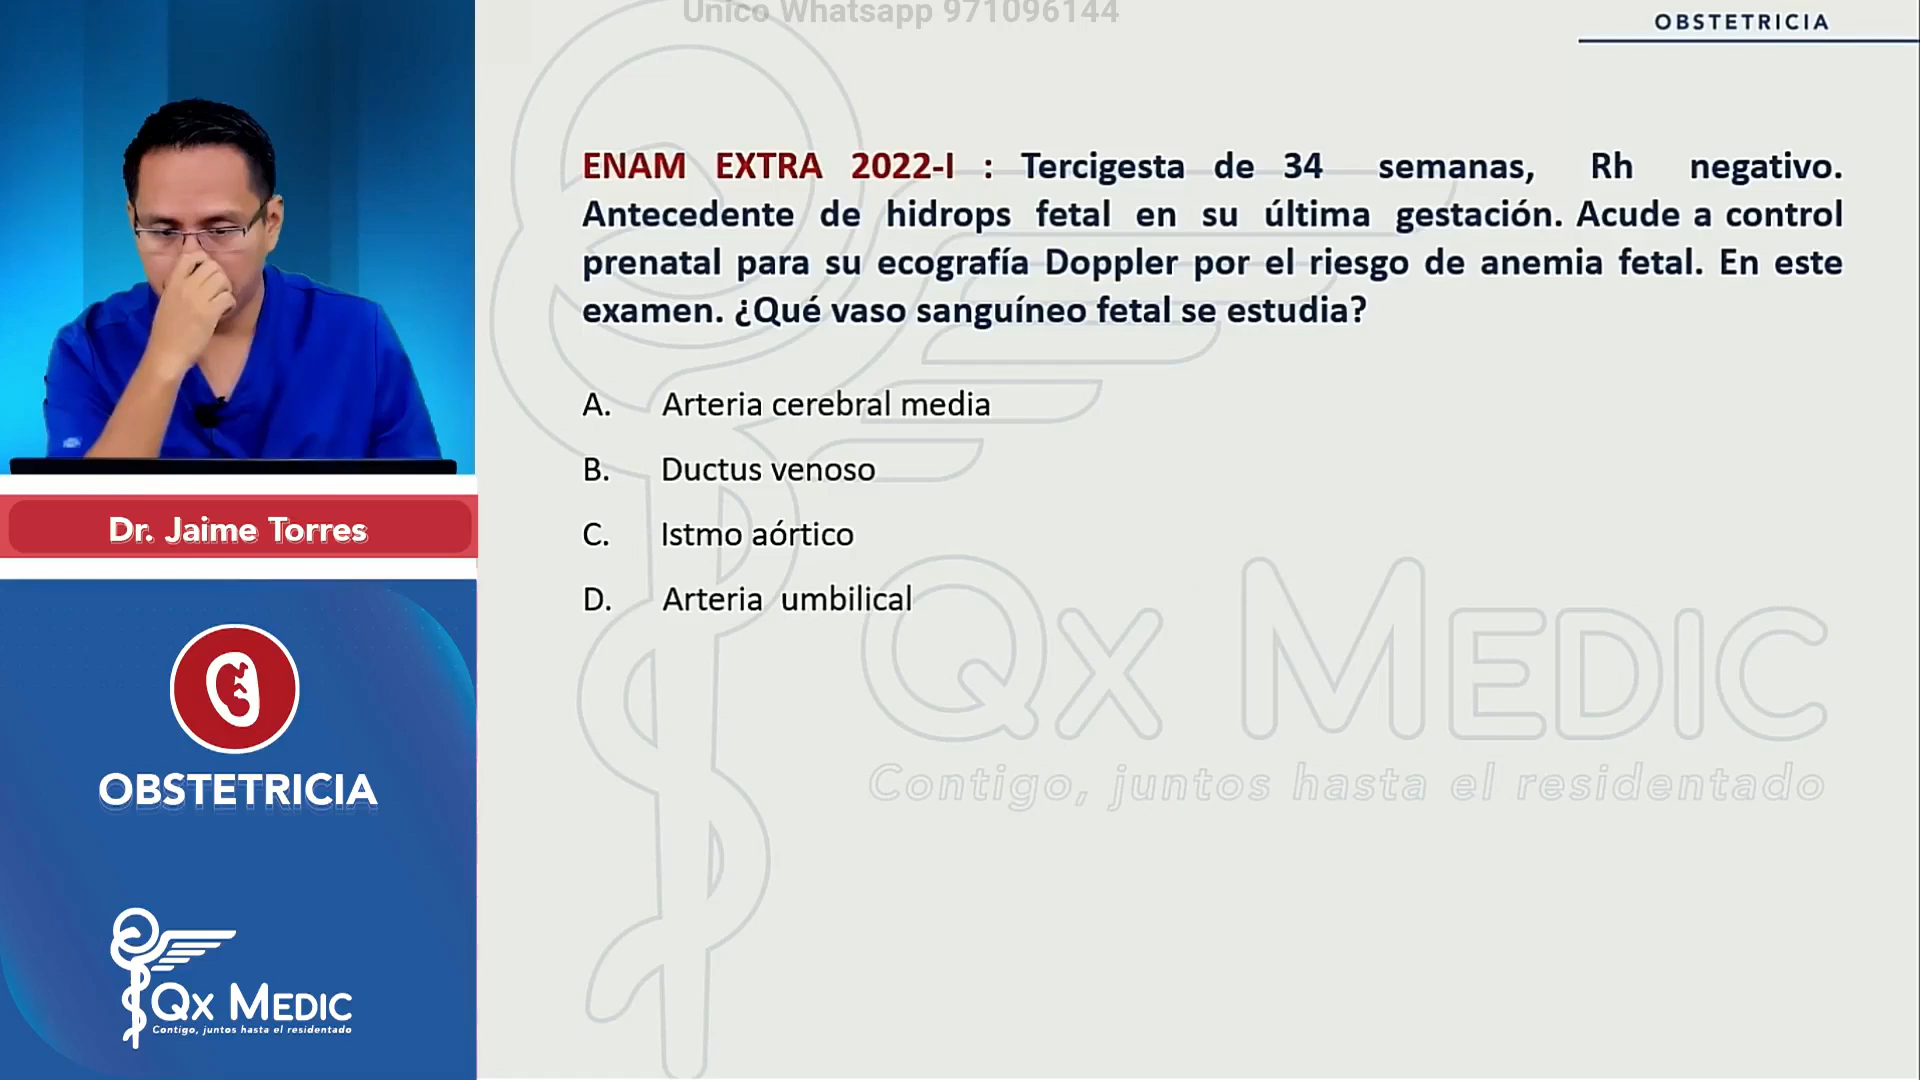 Unico Whatsapp 971096144
OBSTETRICIA
ENAM EXTRA 2022-I : Tercigesta de 34 semanas, Rh negativo.
Antecedente de hidrops fetal en su última gestación. Acude a control
prenatal para su ecografía Doppler por el riesgo de anemia fetal. En este
examen. ¿Qué vaso sanguíneo fetal se estudia?
A. Arteria cerebral media
B. Ductus venoso
C. Istmo aórtico
D. Arteria umbilical
QX MEDIC
Contigo, juntos hasta el residentado
Dr. Jaime Torres
OBSTETRICIA
QX MEDIC
Contigo, juntos hasta el residentado